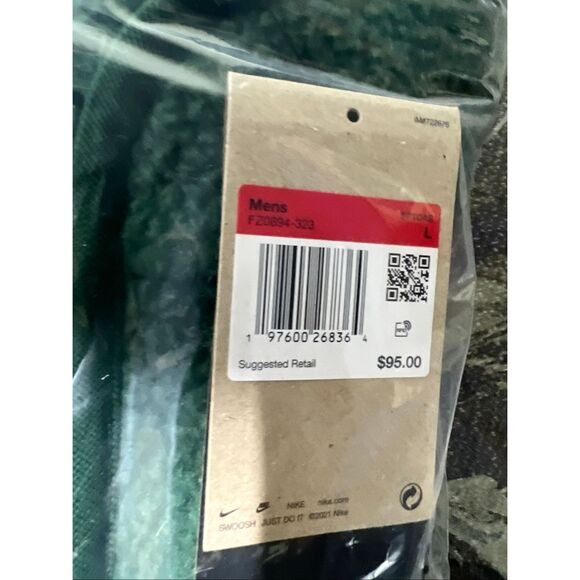 Mens
FZ0894-323
L
1 97600 26836 4
Suggested Retail
$95.00
NIKE nike.com
SWOOSH JUST DO IT ©2021 Nike